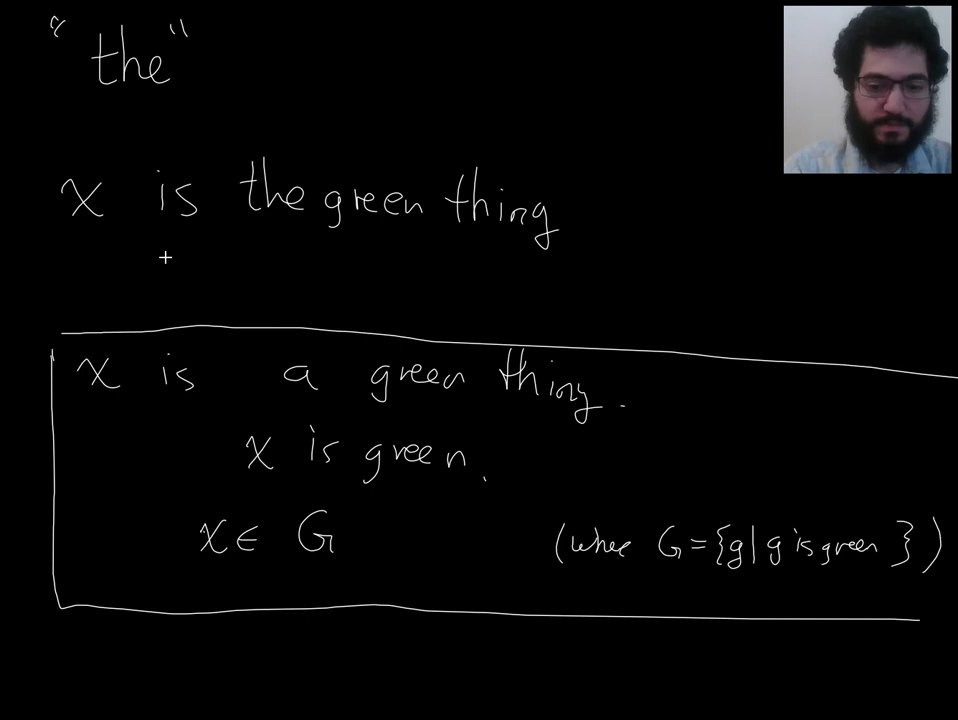 "the"
x is the green thing
x is a green thing.
x is green.
x ∈ G (where G = {g | g is green })